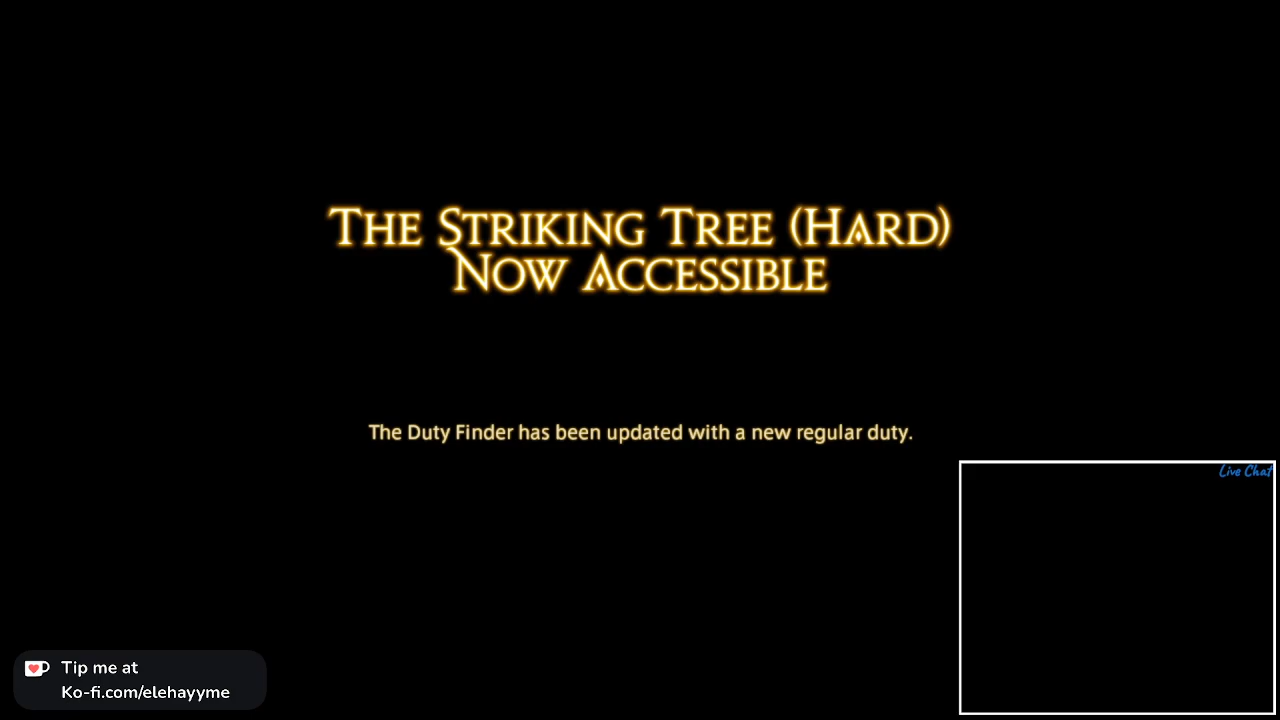 The Striking Tree (Hard)
Now Accessible
The Duty Finder has been updated with a new regular duty.
Live Chat
Tip me at
Ko-fi.com/elehayyme